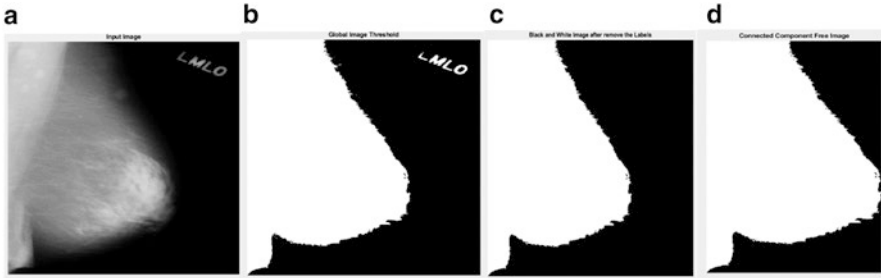 a
b
c
d
Input Image
Global Image Threshold
Black and White Image after remove the Labels
Connected Component Free Image
LMLO
LMLO